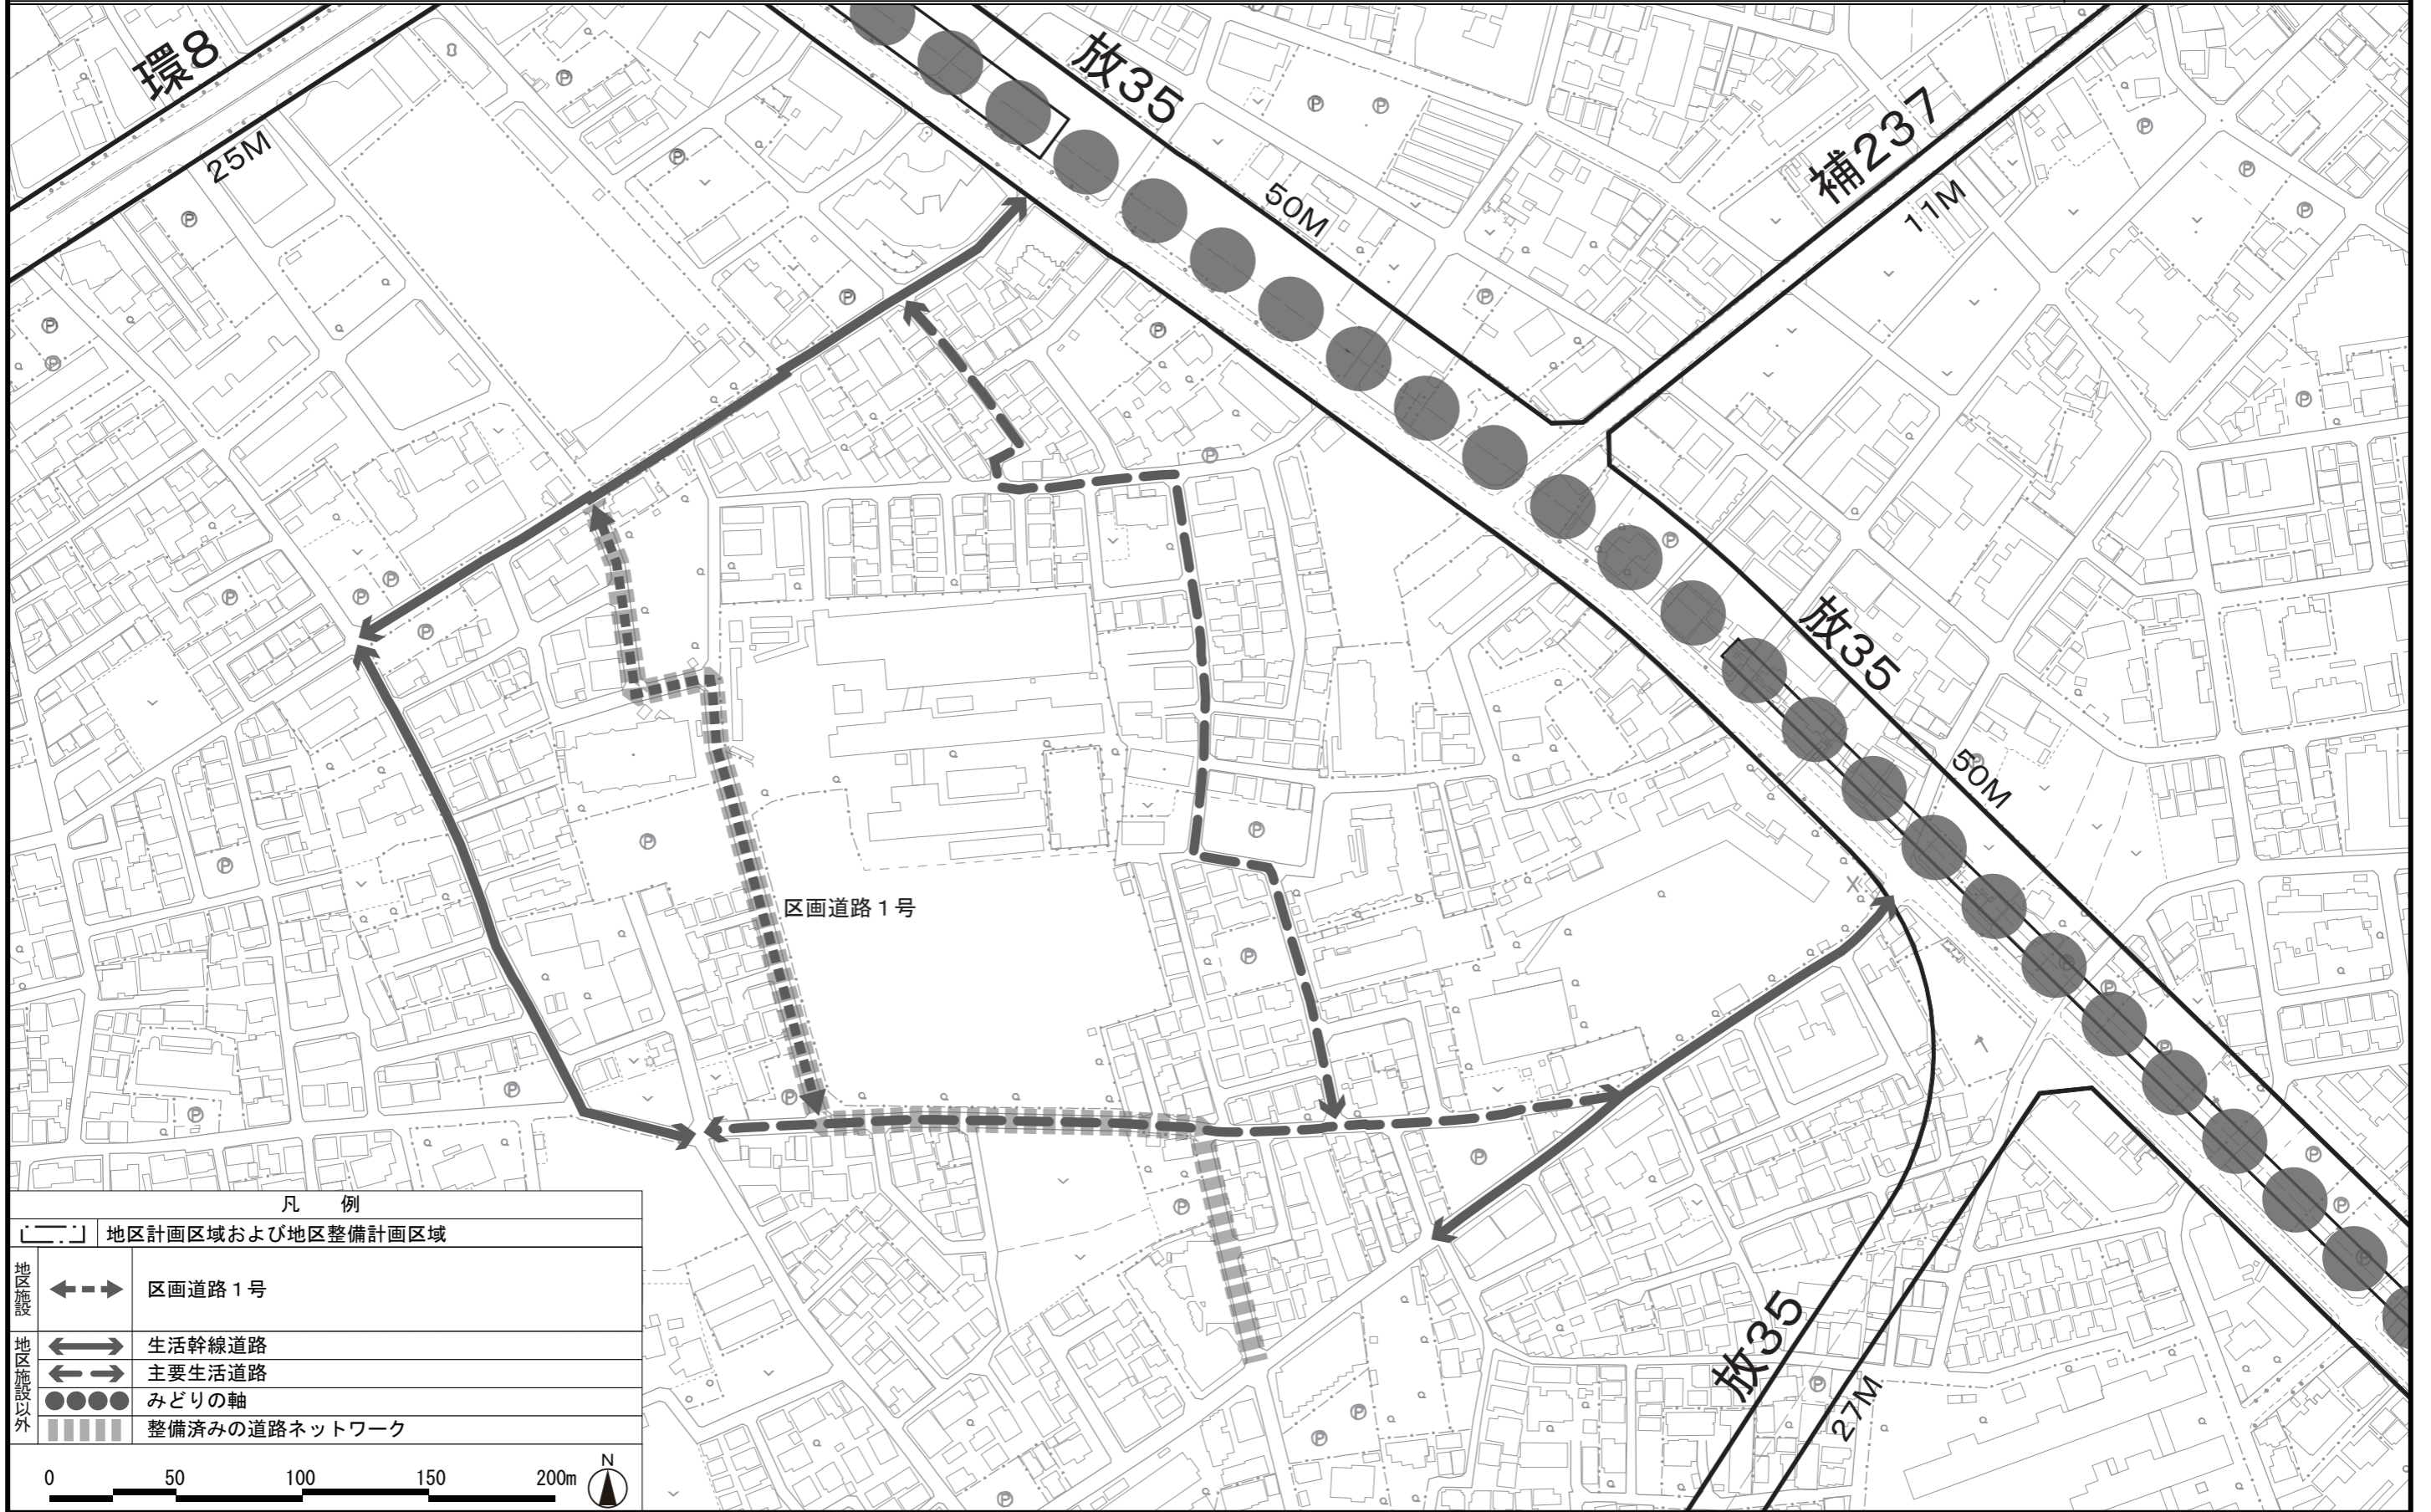 環8
25M
放35
50M
補237
11M
放35
50M
区画道路1号
放35
27M
凡 例
地区計画区域および地区整備計画区域
地区施設
区画道路1号
地区施設以外
生活幹線道路
主要生活道路
みどりの軸
整備済みの道路ネットワーク
0 50 100 150 200m
N